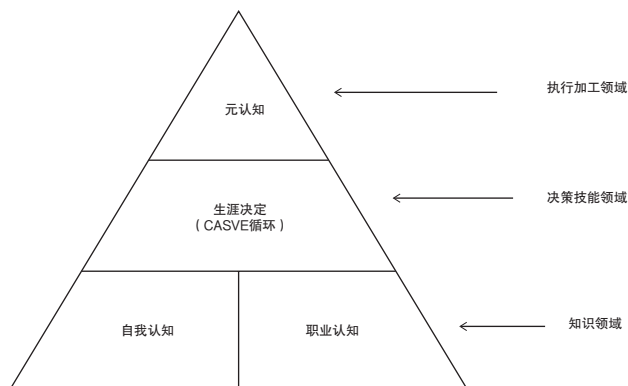 元认知
执行加工领域
生涯决定
（CASVE循环）
决策技能领域
自我认知
职业认知
知识领域